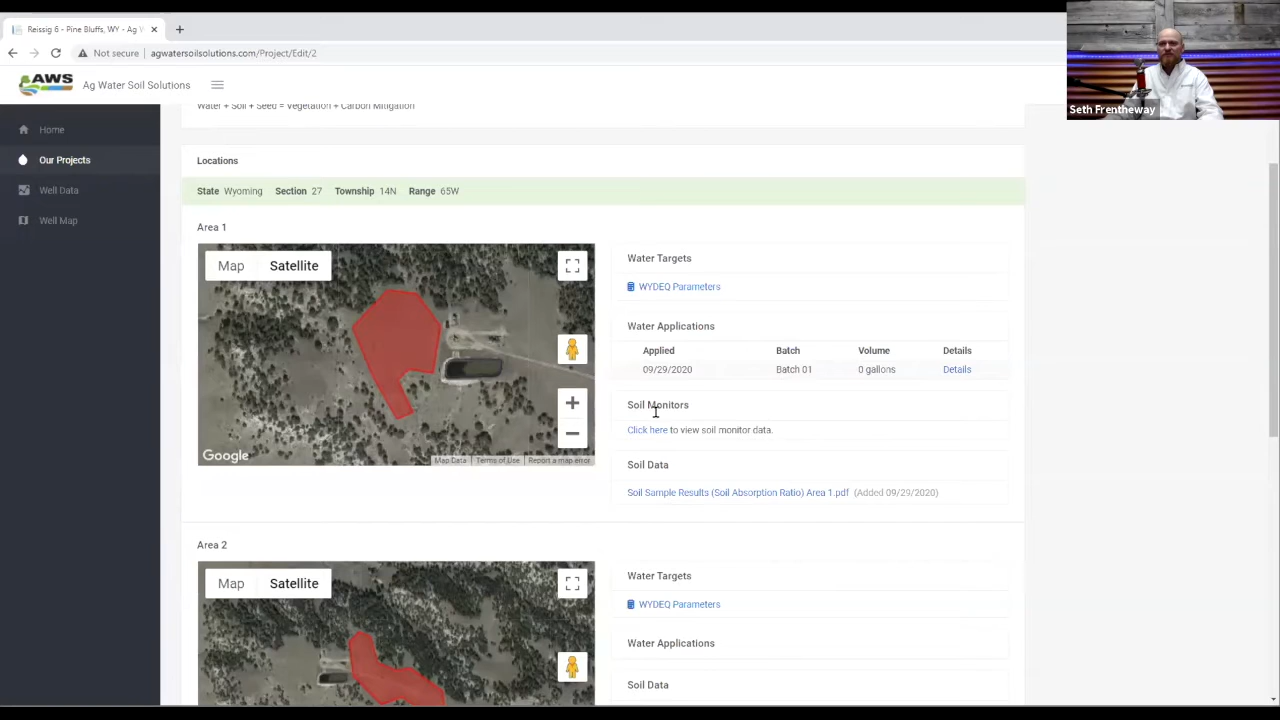 Reissig 6 - Pine Bluffs, WY - Ag W
Not secure agwatersoilsolutions.com/Project/Edit/2
AWS Ag Water Soil Solutions
Seth Frentheway
Water + Soil + Seed = Vegetation + Carbon Mitigation
Home
Our Projects
Well Data
Well Map
Locations
State Wyoming Section 27 Township 14N Range 65W
Area 1
Map Satellite
Google
Map Data Terms of Use Report a map error
Water Targets
WYDEQ Parameters
Water Applications
Applied Batch Volume Details
09/29/2020 Batch 01 0 gallons Details
Soil Monitors
Click here to view soil monitor data.
Soil Data
Soil Sample Results (Soil Absorption Ratio) Area 1.pdf (Added 09/29/2020)
Area 2
Map Satellite
Water Targets
WYDEQ Parameters
Water Applications
Soil Data